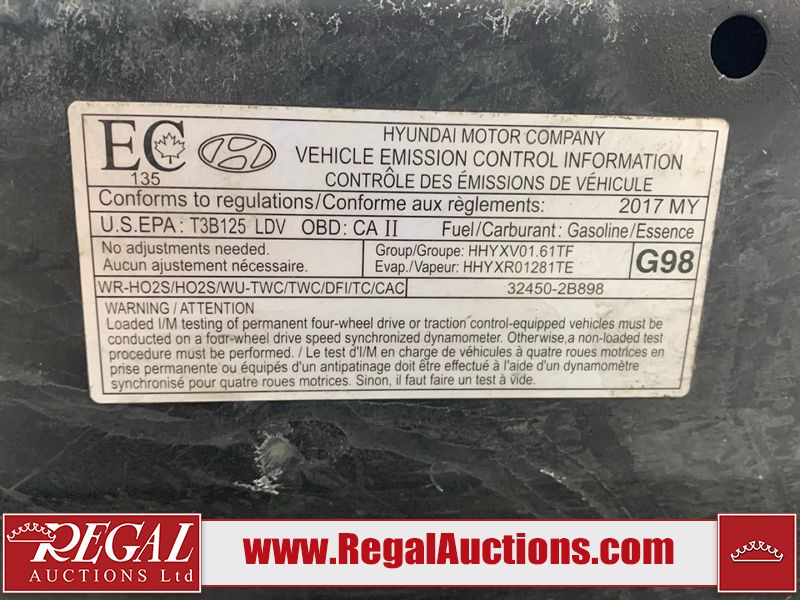 EC
135
HYUNDAI MOTOR COMPANY
VEHICLE EMISSION CONTROL INFORMATION
CONTRÔLE DES ÉMISSIONS DE VÉHICULE
Conforms to regulations/Conforme aux règlements: 2017 MY
U.S.EPA: T3B125 LDV OBD: CA II Fuel/Carburant: Gasoline/Essence
No adjustments needed.
Aucun ajustement nécessaire.
Group/Groupe: HHYXV01.61TF
Evap./Vapeur: HHYXR01281TE
G98
WR-HO2S/HO2S/WU-TWC/TWC/DFI/TC/CAC 32450-2B898
WARNING / ATTENTION
Loaded I/M testing of permanent four-wheel drive or traction control-equipped vehicles must be
conducted on a four-wheel drive speed synchronized dynamometer. Otherwise, a non-loaded test
procedure must be performed. / Le test d'I/M en charge de véhicules à quatre roues motrices en
prise permanente ou équipés d'un antipatinage doit être effectué à l'aide d'un dynamomètre
synchronisé pour quatre roues motrices. Sinon, il faut faire un test à vide.
REGAL
AUCTIONS Ltd
www.RegalAuctions.com